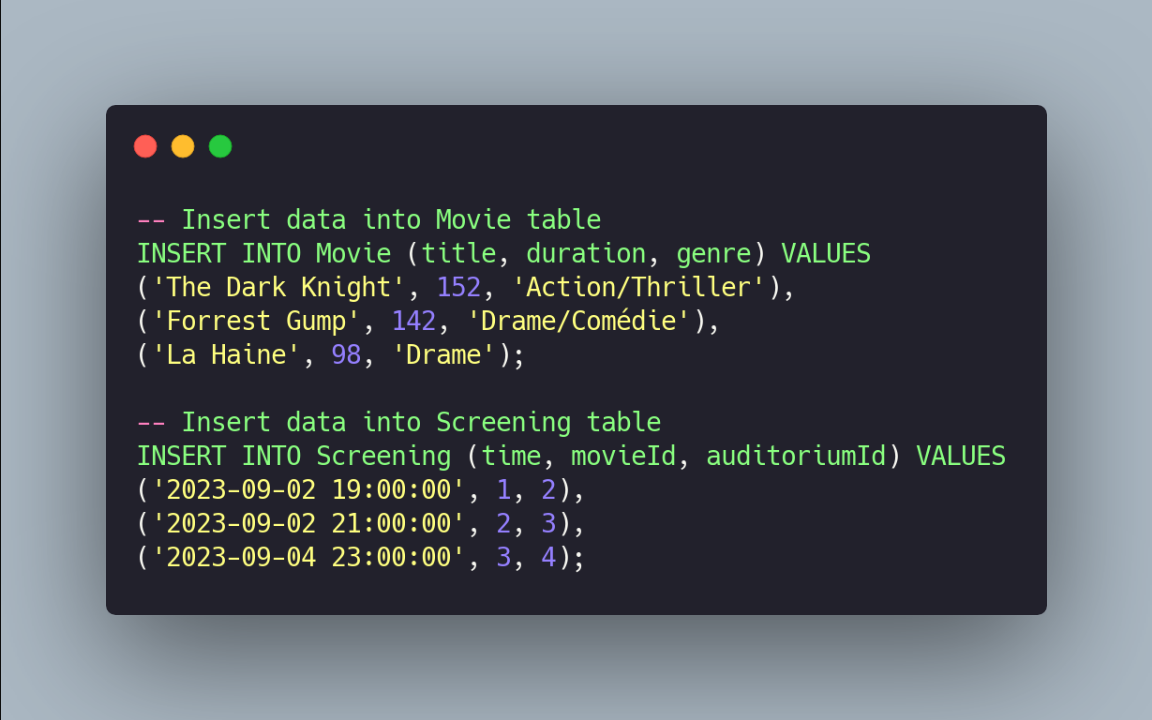 -- Insert data into Movie table
INSERT INTO Movie (title, duration, genre) VALUES
('The Dark Knight', 152, 'Action/Thriller'),
('Forrest Gump', 142, 'Drame/Comédie'),
('La Haine', 98, 'Drame');
-- Insert data into Screening table
INSERT INTO Screening (time, movieId, auditoriumId) VALUES
('2023-09-02 19:00:00', 1, 2),
('2023-09-02 21:00:00', 2, 3),
('2023-09-04 23:00:00', 3, 4);